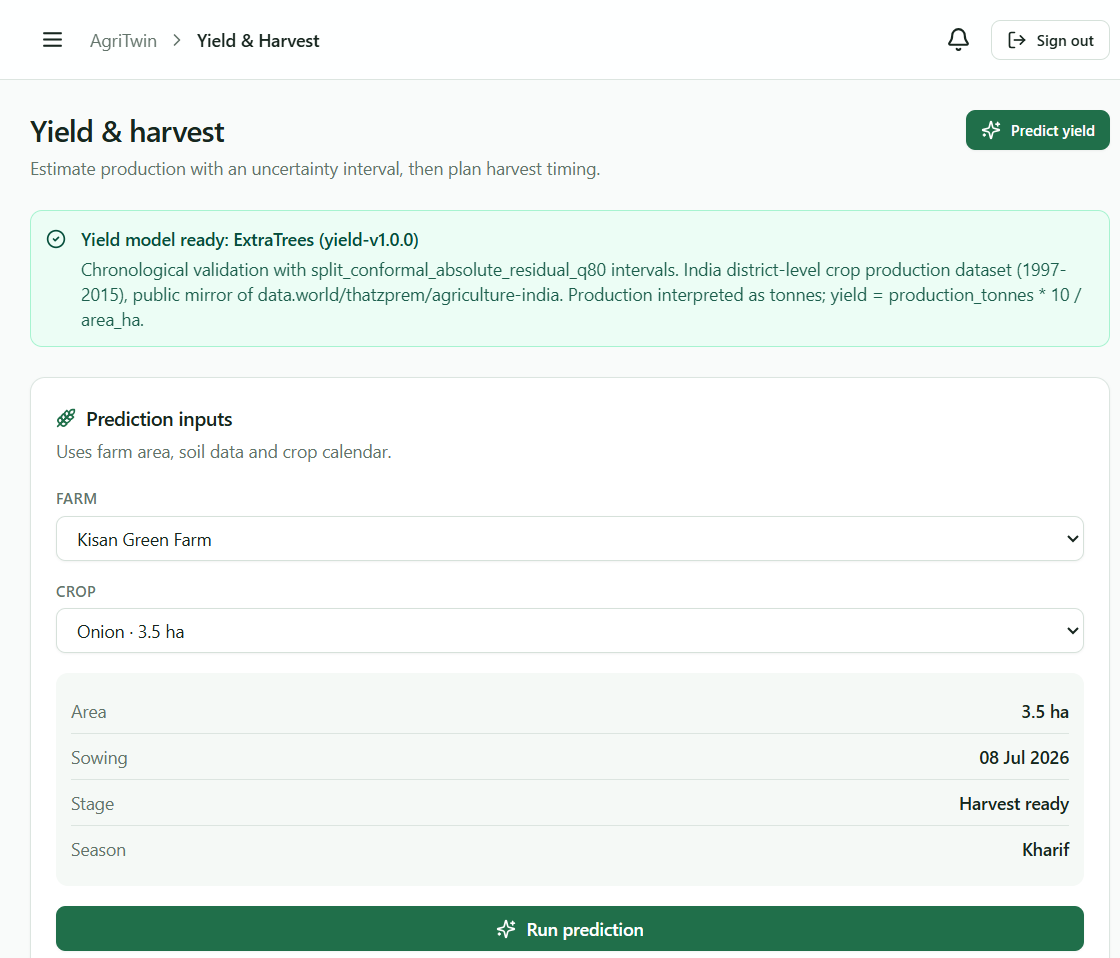 AgriTwin > Yield & Harvest
Sign out
Yield & harvest
Predict yield
Estimate production with an uncertainty interval, then plan harvest timing.
Yield model ready: ExtraTrees (yield-v1.0.0)
Chronological validation with split_conformal_absolute_residual_q80 intervals. India district-level crop production dataset (1997-
2015), public mirror of data.world/thatzprem/agriculture-india. Production interpreted as tonnes; yield = production_tonnes * 10 /
area_ha.
Prediction inputs
Uses farm area, soil data and crop calendar.
FARM
Kisan Green Farm
CROP
Onion · 3.5 ha
Area 3.5 ha
Sowing 08 Jul 2026
Stage Harvest ready
Season Kharif
Run prediction